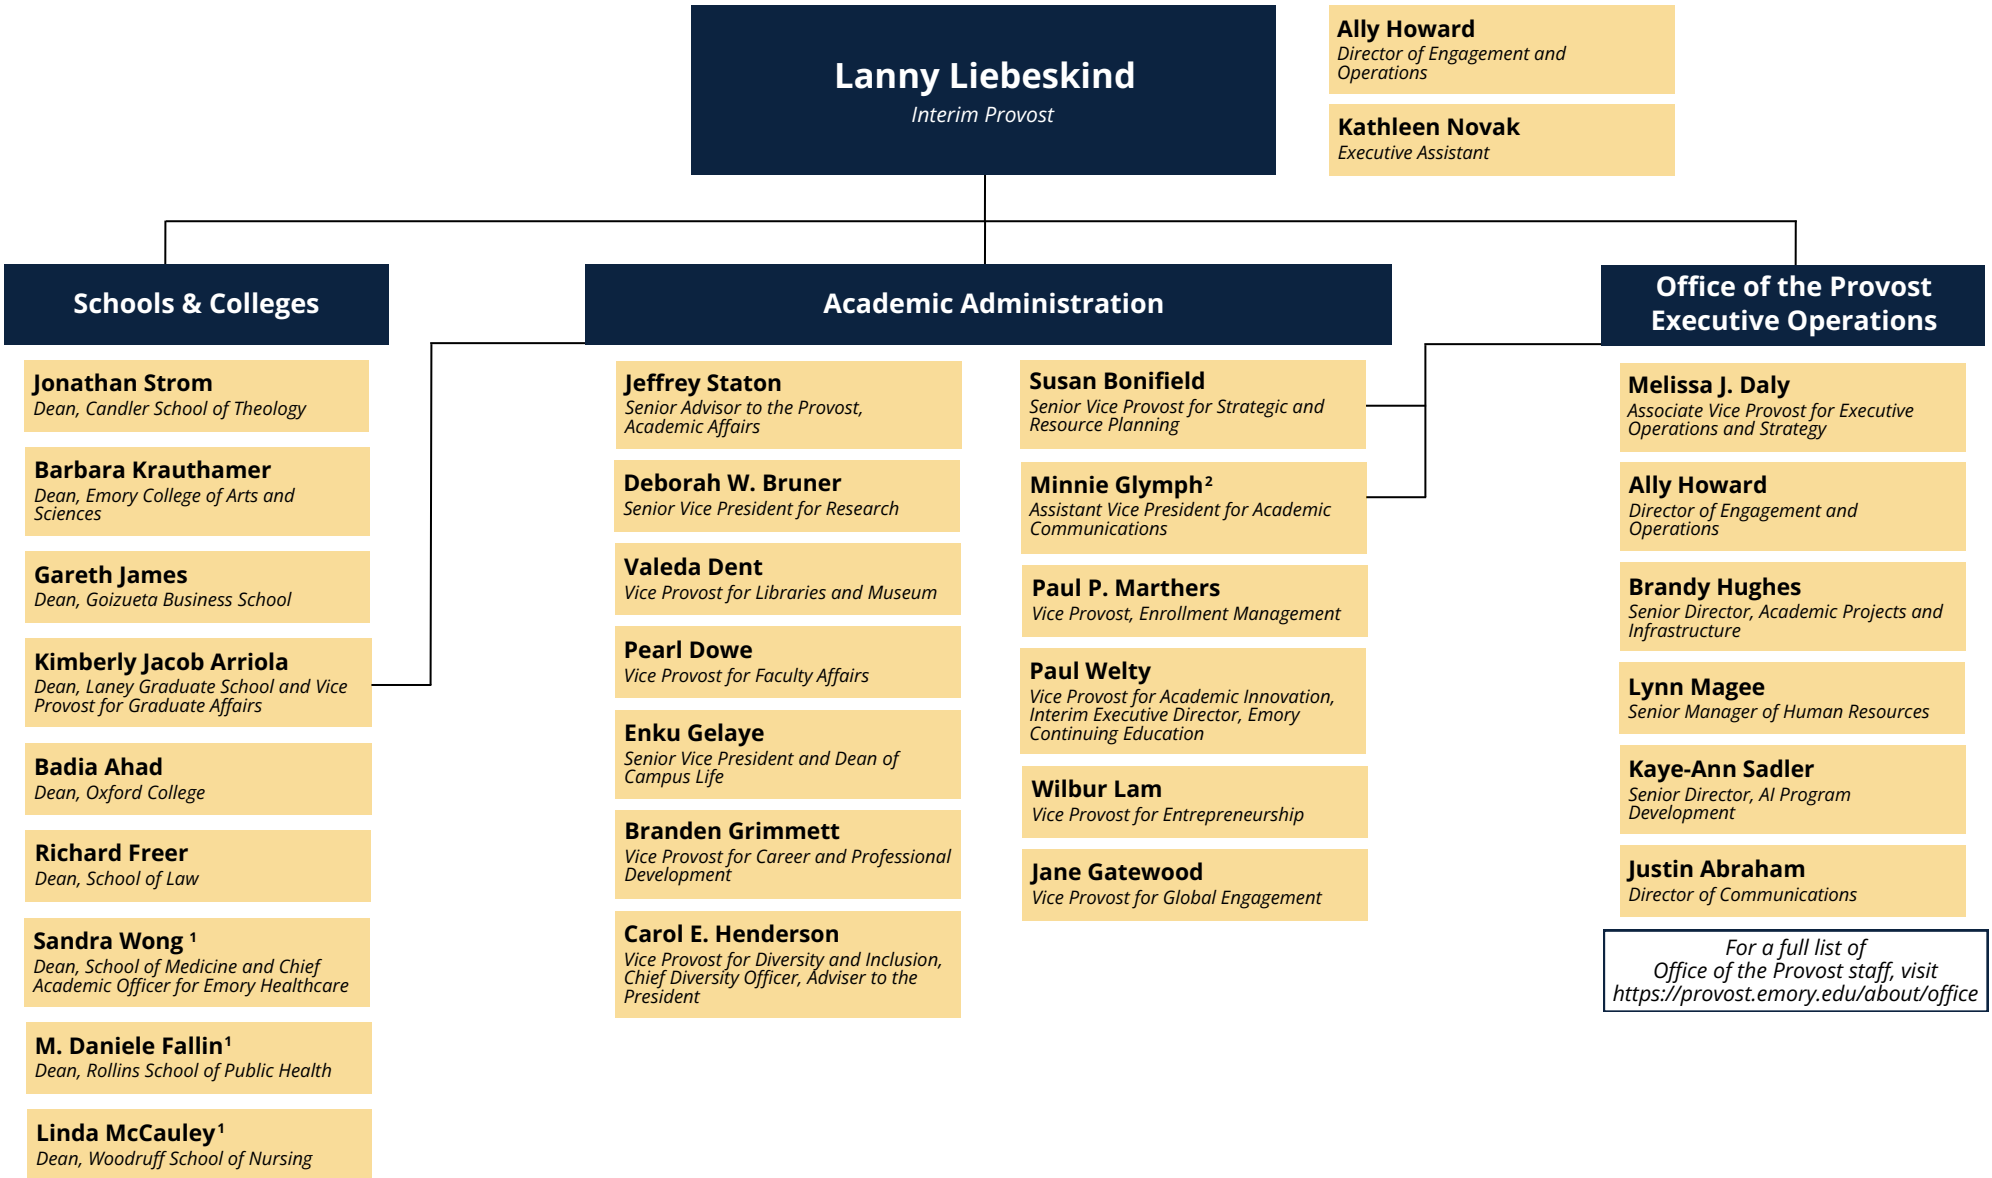 Lanny Liebeskind
Interim Provost
Ally Howard
Director of Engagement and
Operations
Kathleen Novak
Executive Assistant
Schools & Colleges
Jonathan Strom
Dean, Candler School of Theology
Barbara Krauthamer
Dean, Emory College of Arts and
Sciences
Gareth James
Dean, Goizueta Business School
Kimberly Jacob Arriola
Dean, Laney Graduate School and Vice
Provost for Graduate Affairs
Badia Ahad
Dean, Oxford College
Richard Freer
Dean, School of Law
Sandra Wong ¹
Dean, School of Medicine and Chief
Academic Officer for Emory Healthcare
M. Daniele Fallin¹
Dean, Rollins School of Public Health
Linda McCauley¹
Dean, Woodruff School of Nursing
Academic Administration
Jeffrey Staton
Senior Advisor to the Provost,
Academic Affairs
Deborah W. Bruner
Senior Vice President for Research
Valeda Dent
Vice Provost for Libraries and Museum
Pearl Dowe
Vice Provost for Faculty Affairs
Enku Gelaye
Senior Vice President and Dean of
Campus Life
Branden Grimmett
Vice Provost for Career and Professional
Development
Carol E. Henderson
Vice Provost for Diversity and Inclusion,
Chief Diversity Officer, Adviser to the
President
Susan Bonifield
Senior Vice Provost for Strategic and
Resource Planning
Minnie Glymph²
Assistant Vice President for Academic
Communications
Paul P. Marthers
Vice Provost, Enrollment Management
Paul Welty
Vice Provost for Academic Innovation,
Interim Executive Director, Emory
Continuing Education
Wilbur Lam
Vice Provost for Entrepreneurship
Jane Gatewood
Vice Provost for Global Engagement
Office of the Provost
Executive Operations
Melissa J. Daly
Associate Vice Provost for Executive
Operations and Strategy
Ally Howard
Director of Engagement and
Operations
Brandy Hughes
Senior Director, Academic Projects and
Infrastructure
Lynn Magee
Senior Manager of Human Resources
Kaye-Ann Sadler
Senior Director, AI Program
Development
Justin Abraham
Director of Communications
For a full list of
Office of the Provost staff, visit
https://provost.emory.edu/about/office